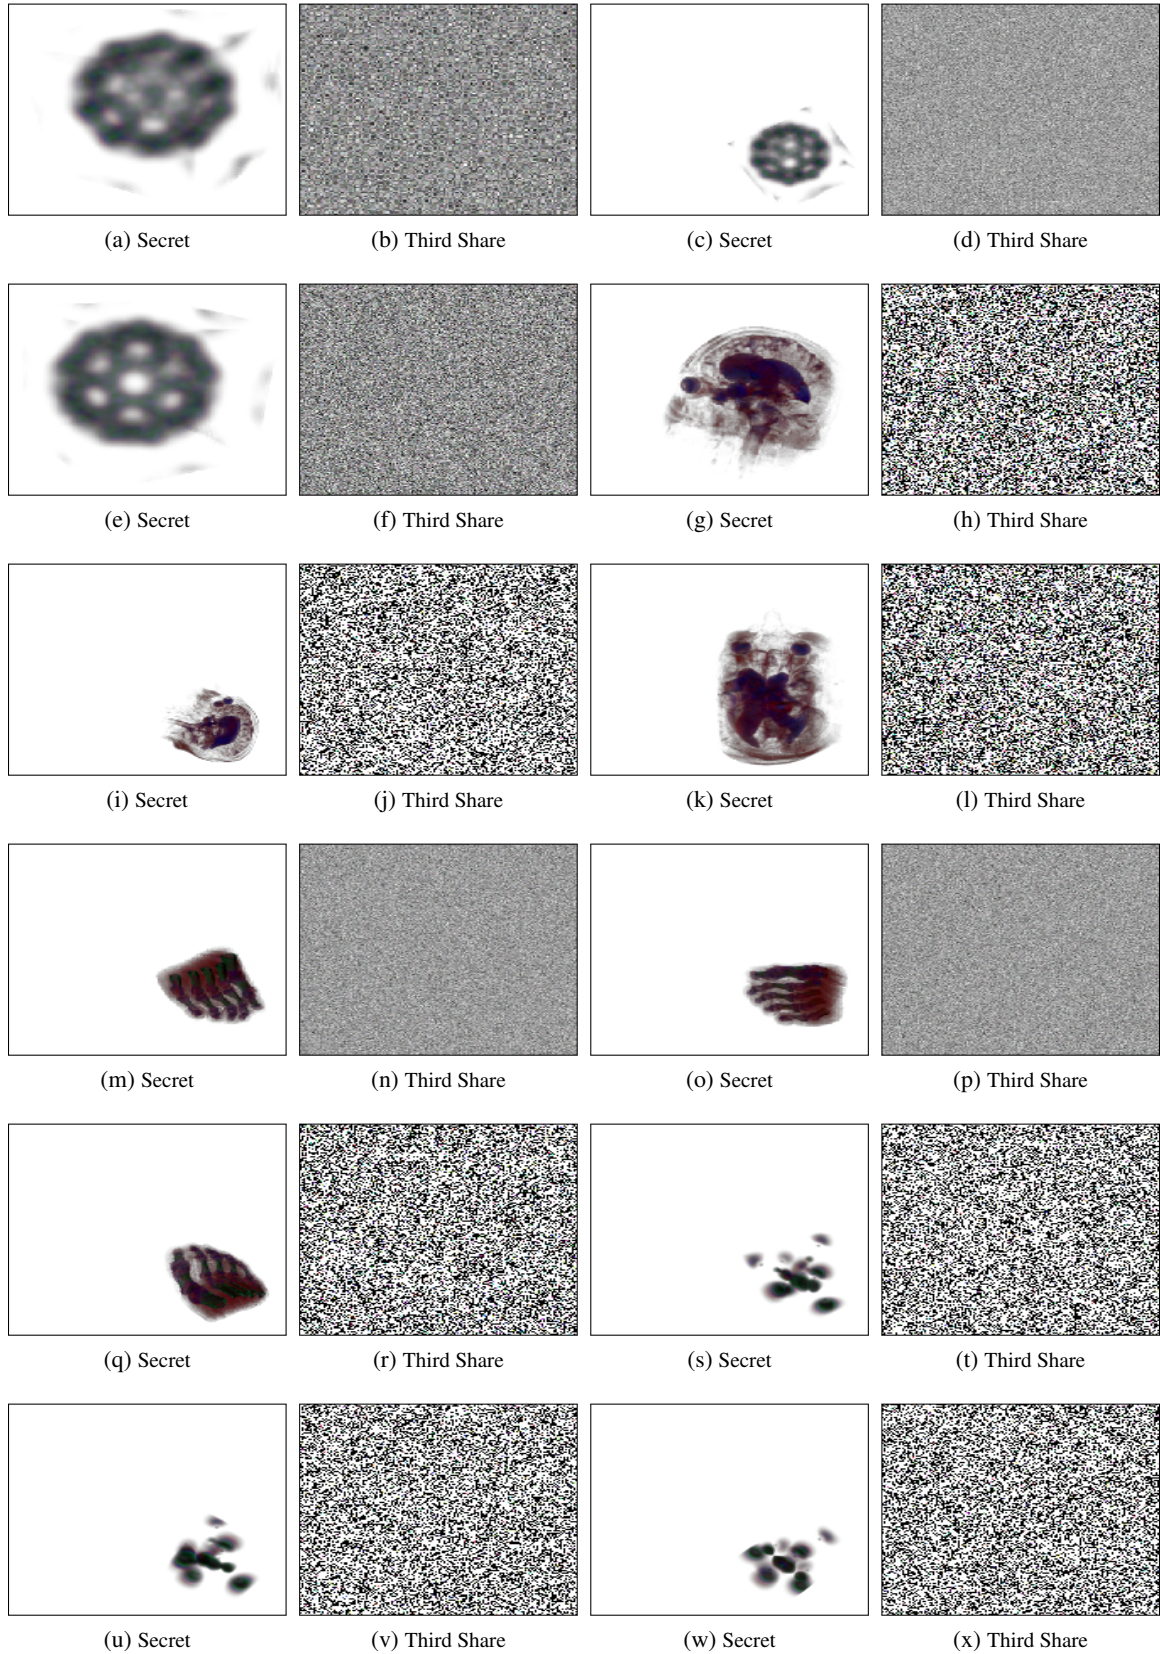 (a) Secret
(b) Third Share
(c) Secret
(d) Third Share
(e) Secret
(f) Third Share
(g) Secret
(h) Third Share
(i) Secret
(j) Third Share
(k) Secret
(l) Third Share
(m) Secret
(n) Third Share
(o) Secret
(p) Third Share
(q) Secret
(r) Third Share
(s) Secret
(t) Third Share
(u) Secret
(v) Third Share
(w) Secret
(x) Third Share